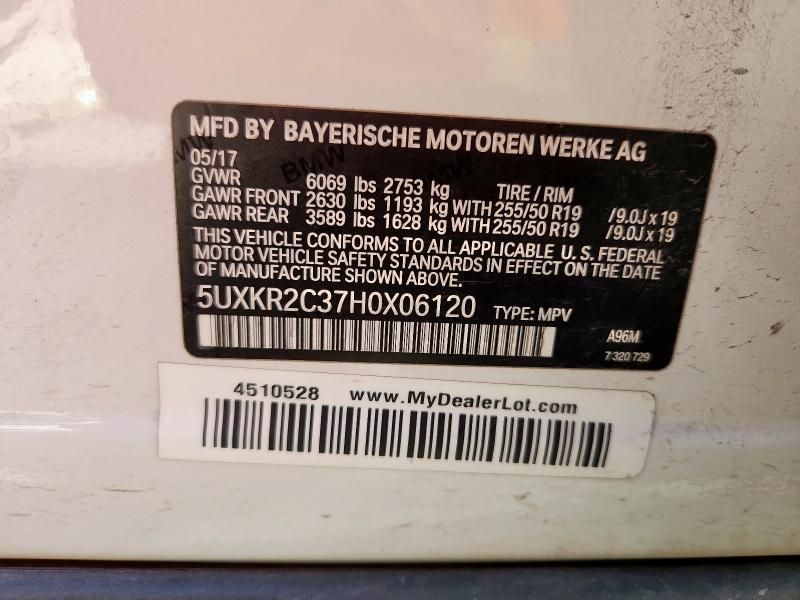 MFD BY BAYERISCHE MOTOREN WERKE AG
05/17
GVWR 6069 lbs 2753 kg TIRE / RIM
GAWR FRONT 2630 lbs 1193 kg WITH 255/50 R19 /9.0J x 19
GAWR REAR 3589 lbs 1628 kg WITH 255/50 R19 /9.0J x 19
THIS VEHICLE CONFORMS TO ALL APPLICABLE U. S. FEDERAL
MOTOR VEHICLE SAFETY STANDARDS IN EFFECT ON THE DATE
OF MANUFACTURE SHOWN ABOVE.
5UXKR2C37H0X06120 TYPE: MPV
A96M
7 320 729
BMW
4510528 www.MyDealerLot.com